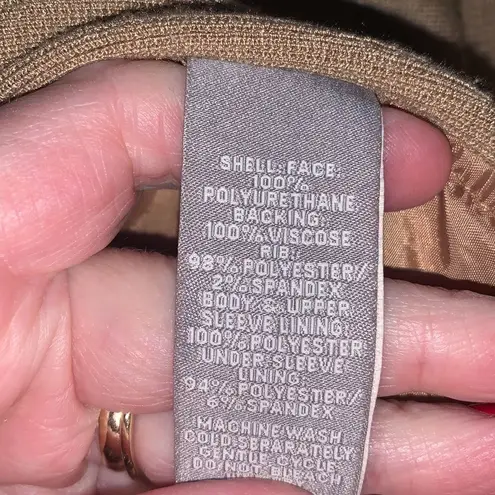 SHELL: FACE:
100%
POLYURETHANE
BACKING:
100% VISCOSE
RIB:
98% POLYESTER/
2% SPANDEX
BODY & UPPER
SLEEVE LINING:
100% POLYESTER
UNDER SLEEVE
LINING:
94% POLYESTER/
6% SPANDEX
MACHINE WASH
COLD SEPARATELY
GENTLE CYCLE
DO NOT BLEACH